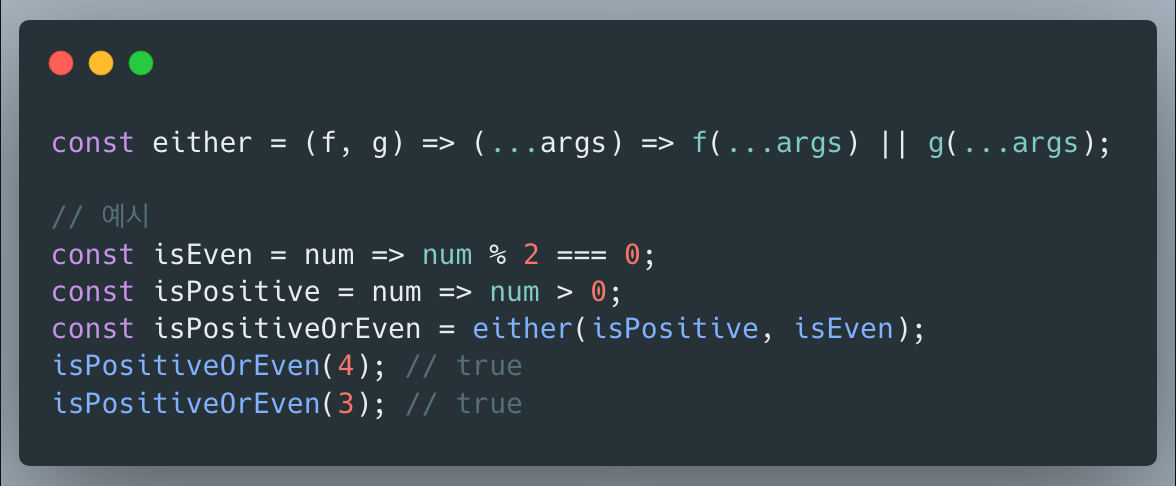 const either = (f, g) => (...args) => f(...args) || g(...args);
// 예시
const isEven = num => num % 2 === 0;
const isPositive = num => num > 0;
const isPositiveOrEven = either(isPositive, isEven);
isPositiveOrEven(4); // true
isPositiveOrEven(3); // true